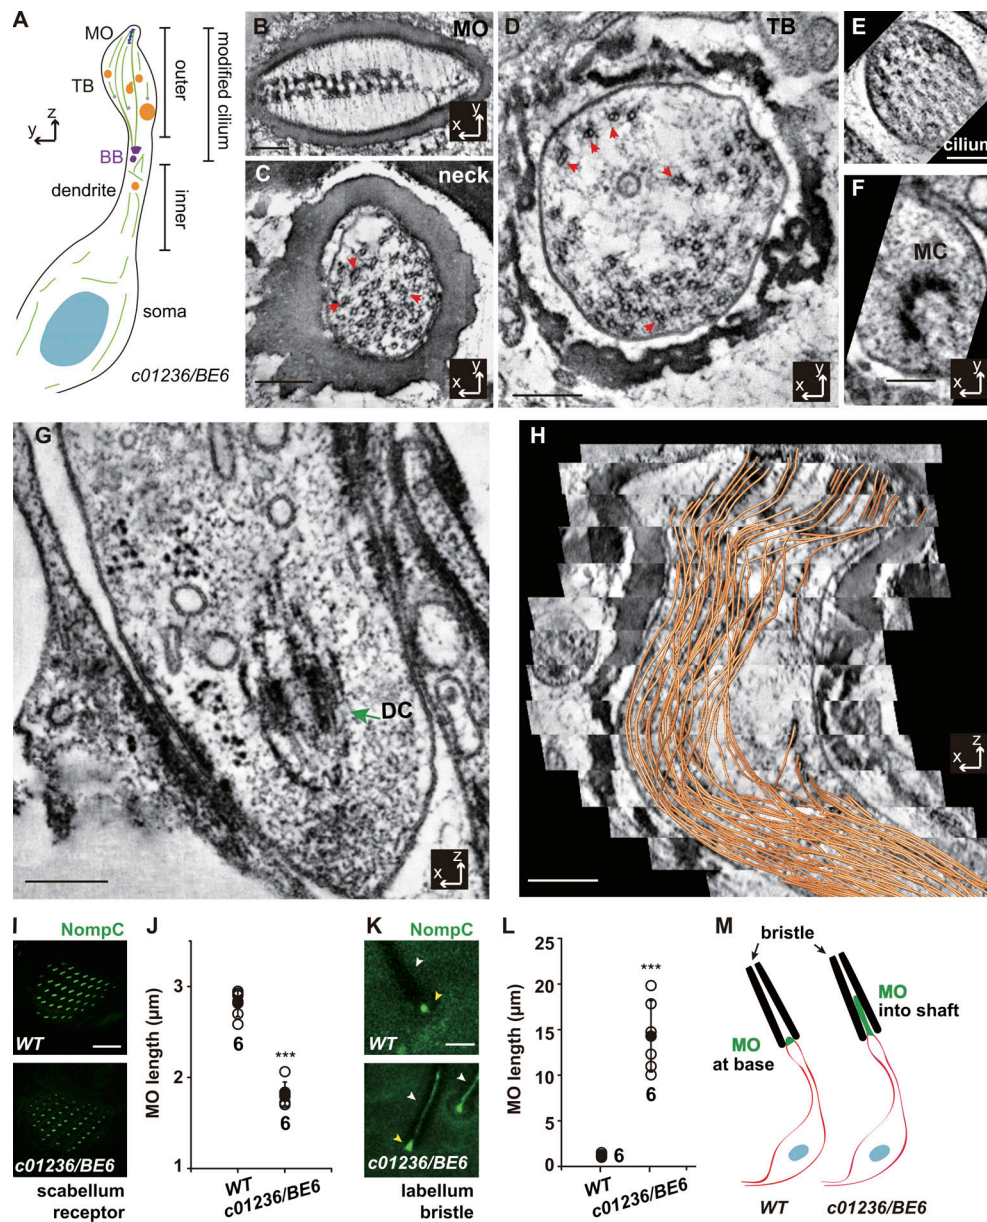 A
MO
TB
z
y
BB
dendrite
soma
outer
inner
modified cilium
c01236/BE6
B
MO
y
x
C
neck
y
x
D
TB
y
x
E
cilium
F
MC
y
x
G
DC
z
x
H
z
x
I
NompC
WT
c01236/BE6
scabellum
receptor
J
MO length (µm)
3
2
1
6
***
6
WT
c01236/BE6
K
NompC
WT
c01236/BE6
labellum
bristle
L
MO length (µm)
25
20
15
10
5
0
***
6
6
WT
c01236/BE6
M
bristle
MO
into shaft
MO
at base
WT
c01236/BE6